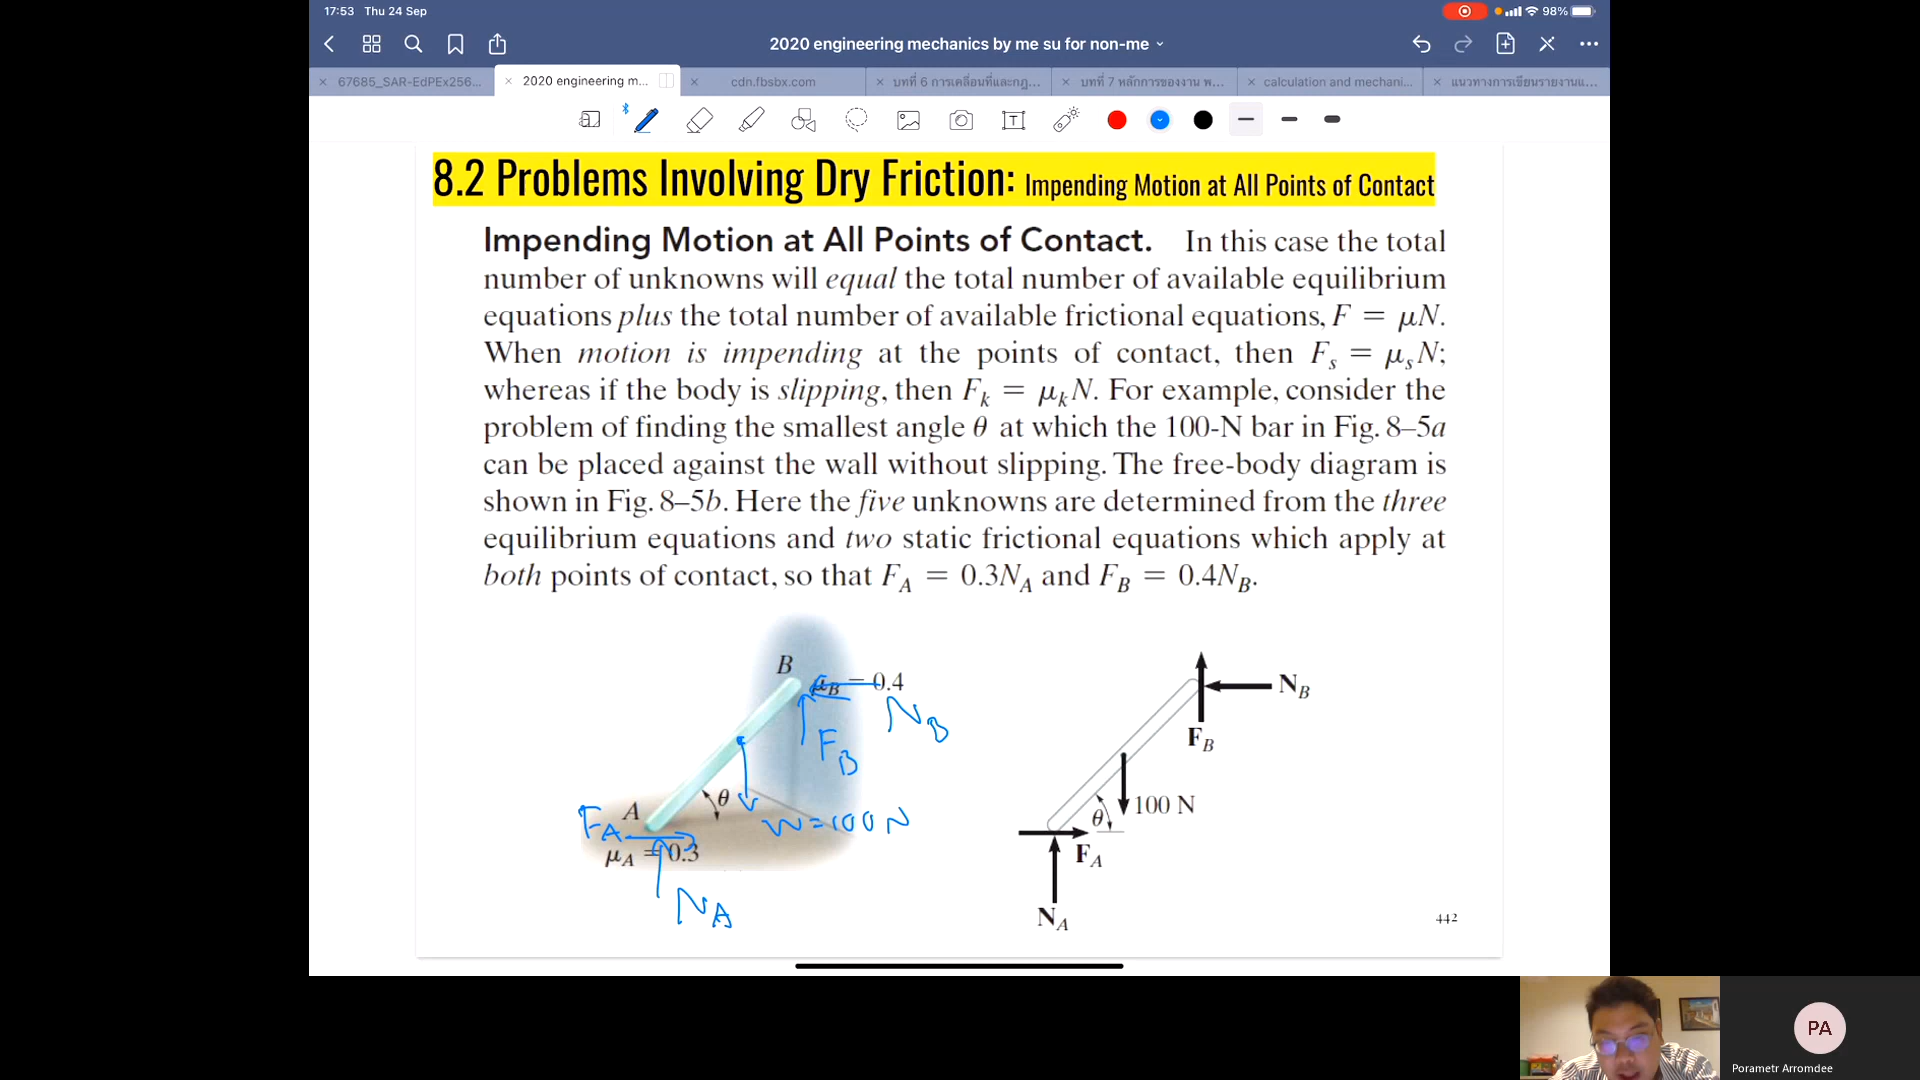 17:53 Thu 24 Sep
98%
2020 engineering mechanics by me su for non-me
67685_SAR-EdPEx256...
2020 engineering m...
cdn.fbsbx.com
บทที่ 6 การเคลื่อนที่และกฎ...
บทที่ 7 หลักการของงาน พ...
calculation and mechani...
แนวทางการเขียนรายงานแ...
8.2 Problems Involving Dry Friction: Impending Motion at All Points of Contact
Impending Motion at All Points of Contact. In this case the total
number of unknowns will equal the total number of available equilibrium
equations plus the total number of available frictional equations, F = μN.
When motion is impending at the points of contact, then Fₛ = μₛN;
whereas if the body is slipping, then Fₖ = μₖN. For example, consider the
problem of finding the smallest angle θ at which the 100-N bar in Fig. 8–5a
can be placed against the wall without slipping. The free-body diagram is
shown in Fig. 8–5b. Here the five unknowns are determined from the three
equilibrium equations and two static frictional equations which apply at
both points of contact, so that F_A = 0.3N_A and F_B = 0.4N_B.
B
μ_B = 0.4
N_B
F_B
θ
A
F_A
W=100N
μ_A = 0.3
N_A
N_B
F_B
100 N
θ
F_A
N_A
442
PA
Porametr Arromdee